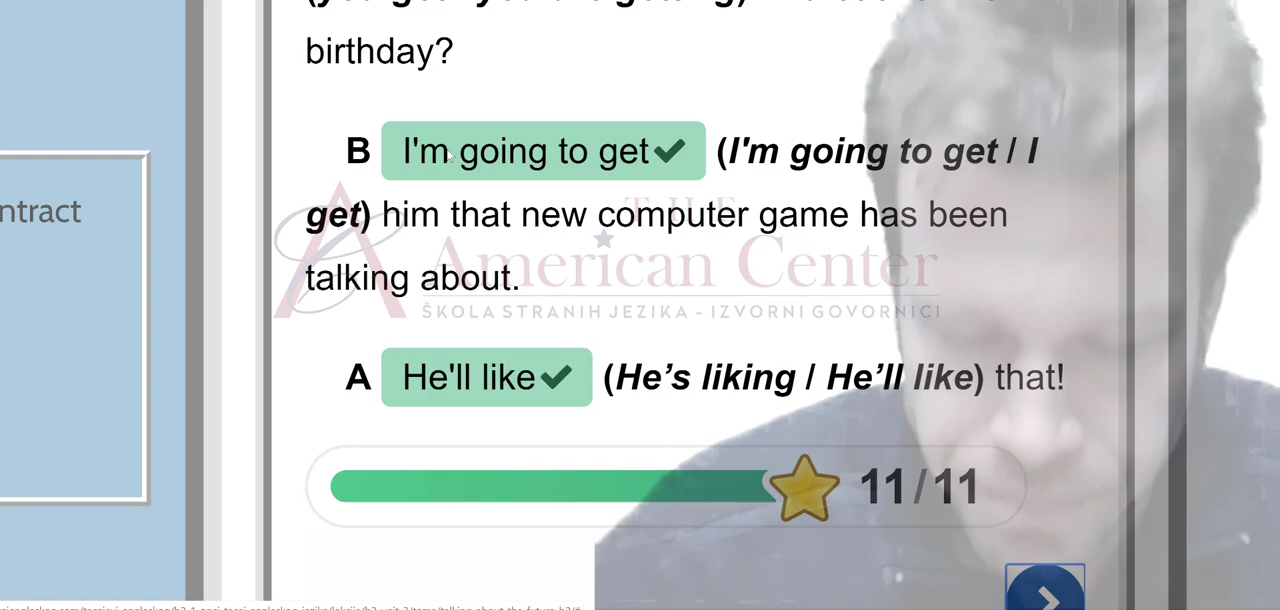 birthday?
B I'm going to get (I'm going to get / I
get) him that new computer game has been
talking about.
A He'll like (He’s liking / He’ll like) that!
11/11
ntract
THE
American Center
ŠKOLA STRANIH JEZIKA - IZVORNI GOVORNICI